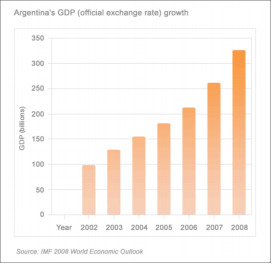 Argentina's GDP (official exchange rate) growth
GDP (billions)
350
300
250
200
150
100
50
0
Year 2002 2003 2004 2005 2006 2007 2008
Source: IMF 2009 World Economic Outlook